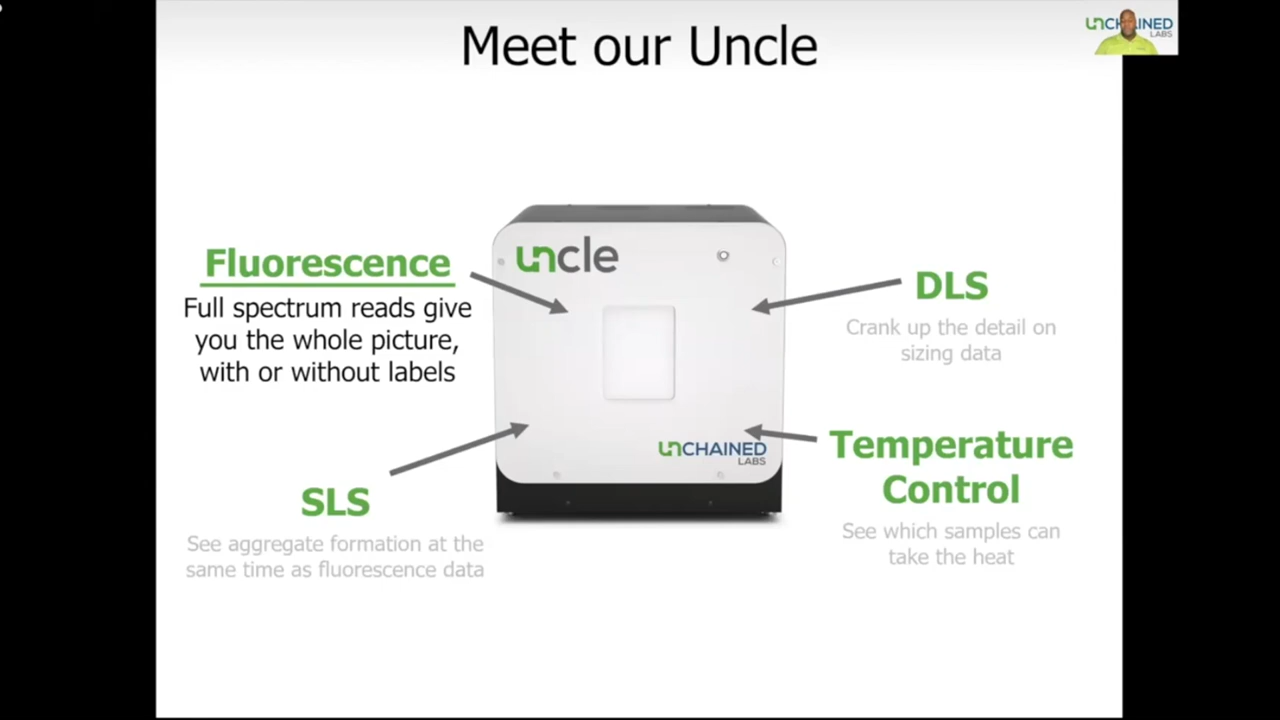 Meet our Uncle
UNCHAINED
LABS
uncle
Fluorescence
Full spectrum reads give
you the whole picture,
with or without labels
DLS
Crank up the detail on
sizing data
SLS
See aggregate formation at the
same time as fluorescence data
UNCHAINED
LABS
Temperature
Control
See which samples can
take the heat